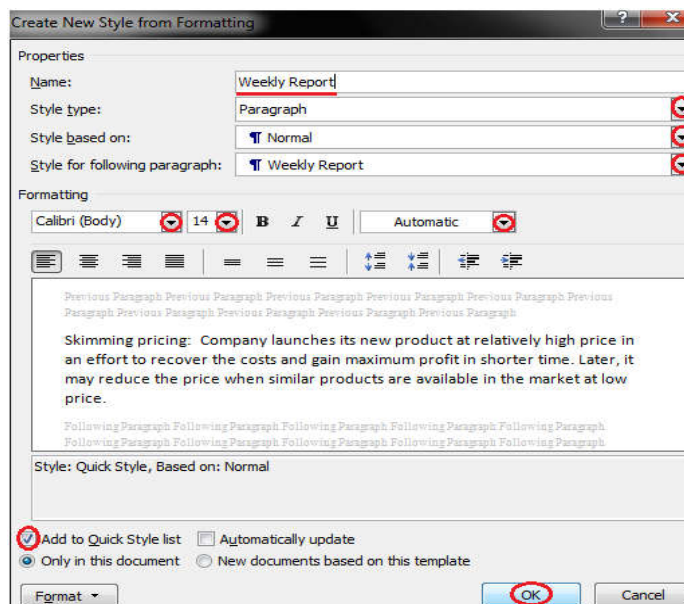 Create New Style from Formatting
Properties
Name: Weekly Report
Style type: Paragraph
Style based on: ¶ Normal
Style for following paragraph: ¶ Weekly Report
Formatting
Calibri (Body) 14 B I U Automatic
Previous Paragraph Previous Paragraph Previous Paragraph Previous Paragraph Previous Paragraph Previous
Paragraph Previous Paragraph Previous Paragraph Previous Paragraph Previous Paragraph
Skimming pricing: Company launches its new product at relatively high price in
an effort to recover the costs and gain maximum profit in shorter time. Later, it
may reduce the price when similar products are available in the market at low
price.
Following Paragraph Following Paragraph Following Paragraph Following Paragraph Following Paragraph
Following Paragraph Following Paragraph Following Paragraph Following Paragraph Following Paragraph
Style: Quick Style, Based on: Normal
Add to Quick Style list Automatically update
Only in this document New documents based on this template
Format OK Cancel